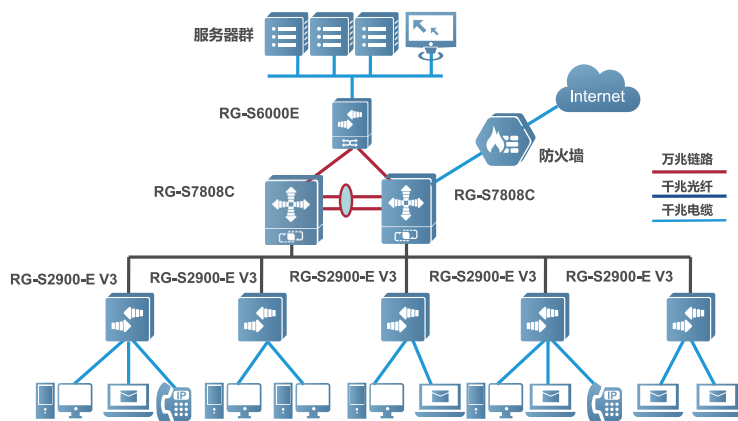 服务器群
Internet
RG-S6000E
防火墙
万兆链路
RG-S7808C
RG-S7808C
千兆光纤
千兆电缆
RG-S2900-E V3
RG-S2900-E V3
RG-S2900-E V3
RG-S2900-E V3
RG-S2900-E V3
IP
IP